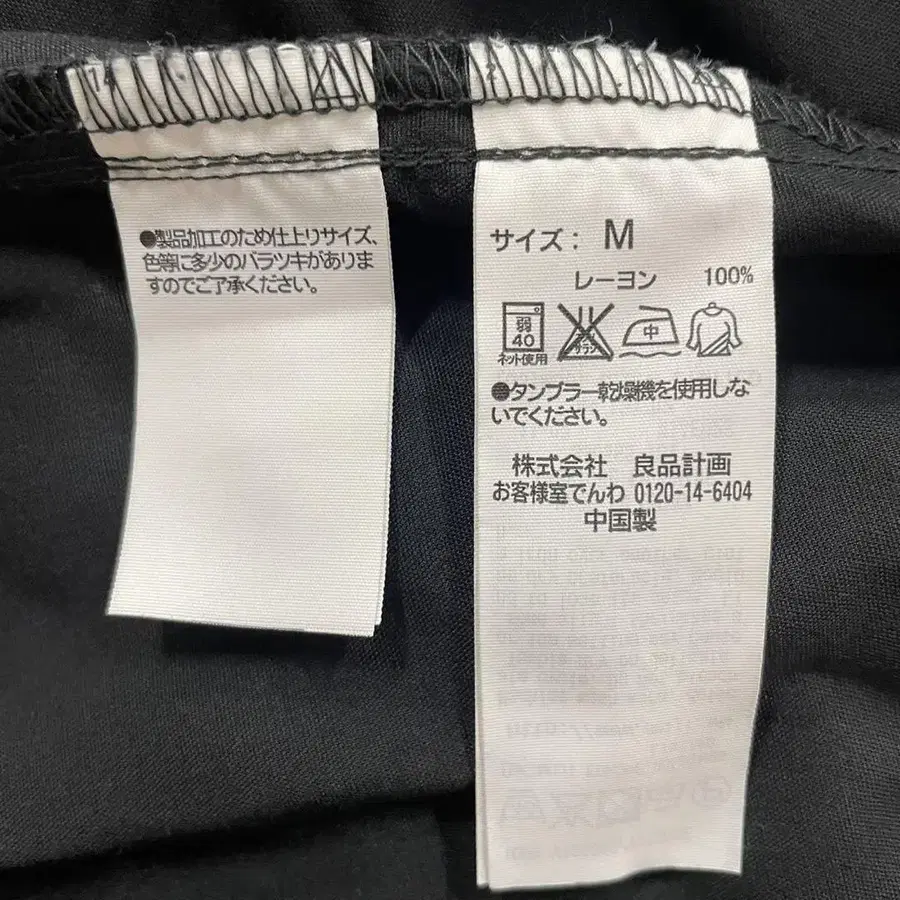 ●製品加工のため仕上りサイズ、
色等に多少のバラツキがありま
すのでご了承ください。
サイズ： M
レーヨン 100%
弱
40
ネット使用
中
●タンブラー乾燥機を使用しな
いでください。
株式会社 良品計画
お客様室でんわ 0120-14-6404
中国製